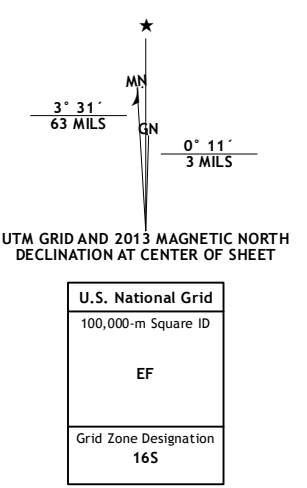 ★
MN
3° 31´
63 MILS
GN
0° 11´
3 MILS
UTM GRID AND 2013 MAGNETIC NORTH
DECLINATION AT CENTER OF SHEET
U.S. National Grid
100,000-m Square ID
EF
Grid Zone Designation
16S